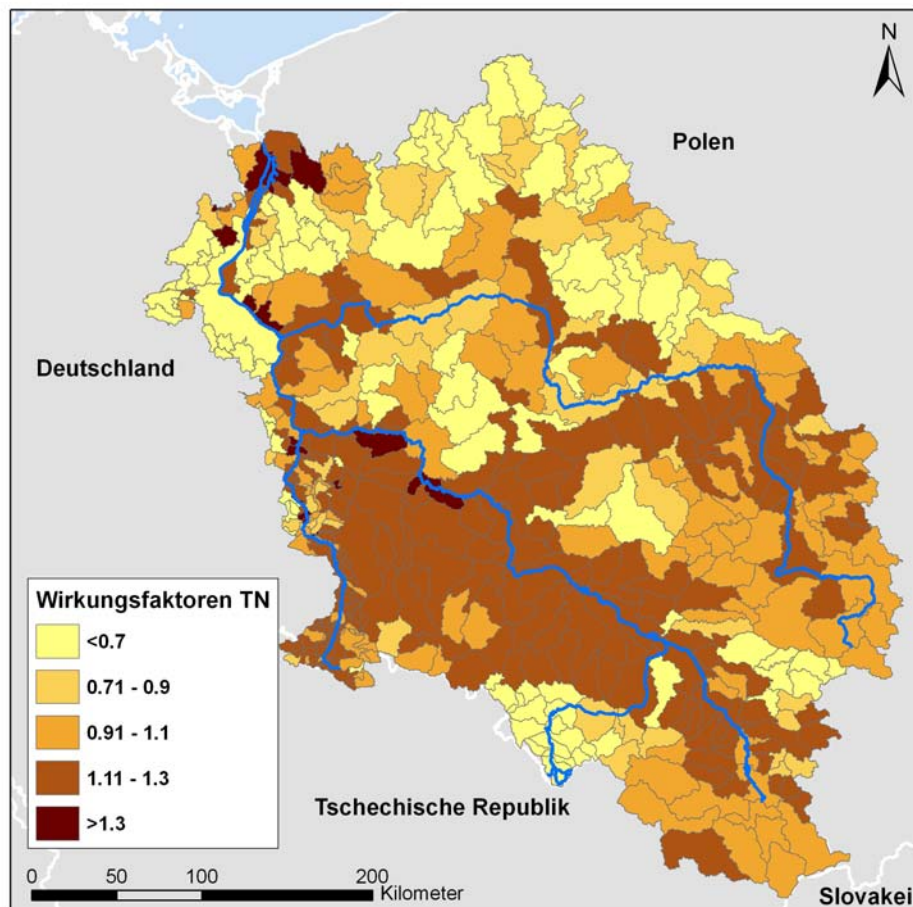 N
Polen
Deutschland
Wirkungsfaktoren TN
<0.7
0.71 - 0.9
0.91 - 1.1
1.11 - 1.3
>1.3
Tschechische Republik
0 50 100 200
Kilometer
Slovakei